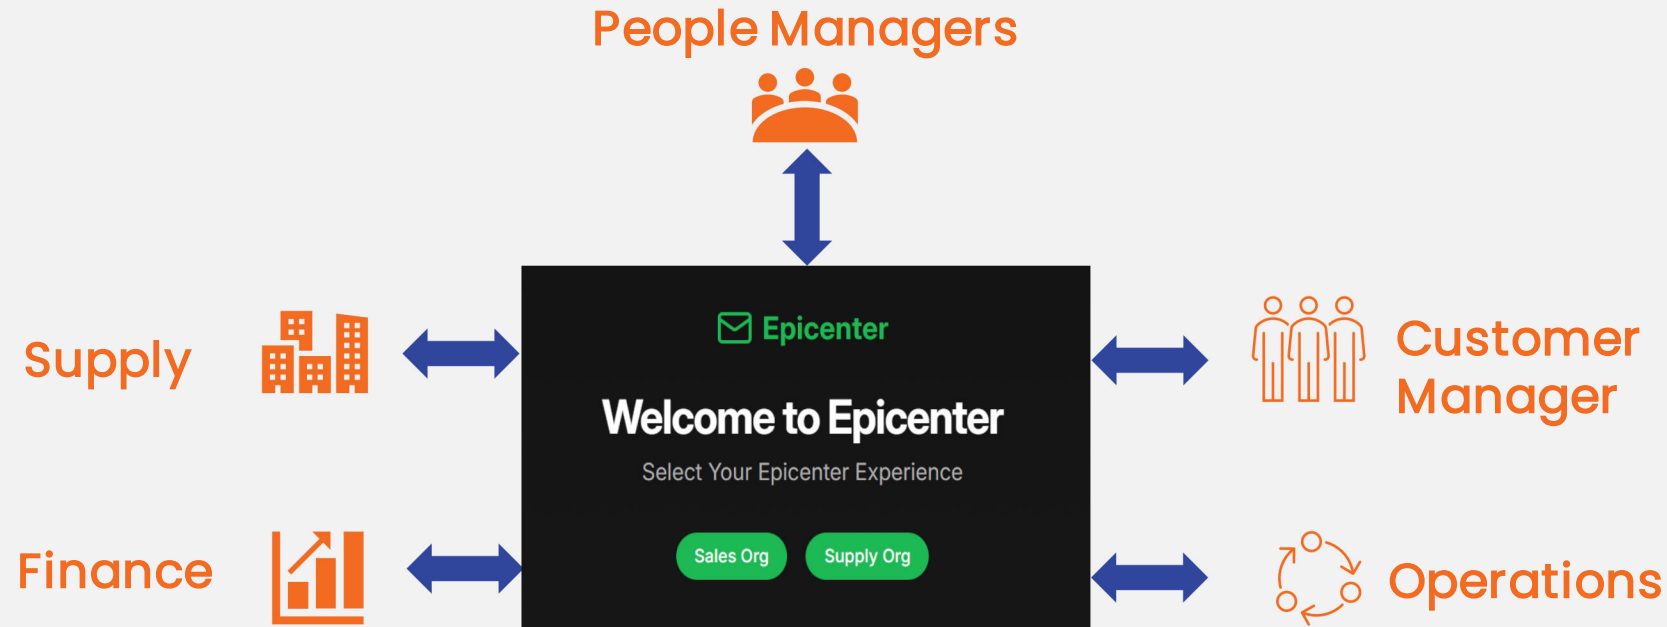 People Managers
Supply
Epicenter
Customer
Manager
Welcome to Epicenter
Select Your Epicenter Experience
Sales Org
Supply Org
Finance
Operations